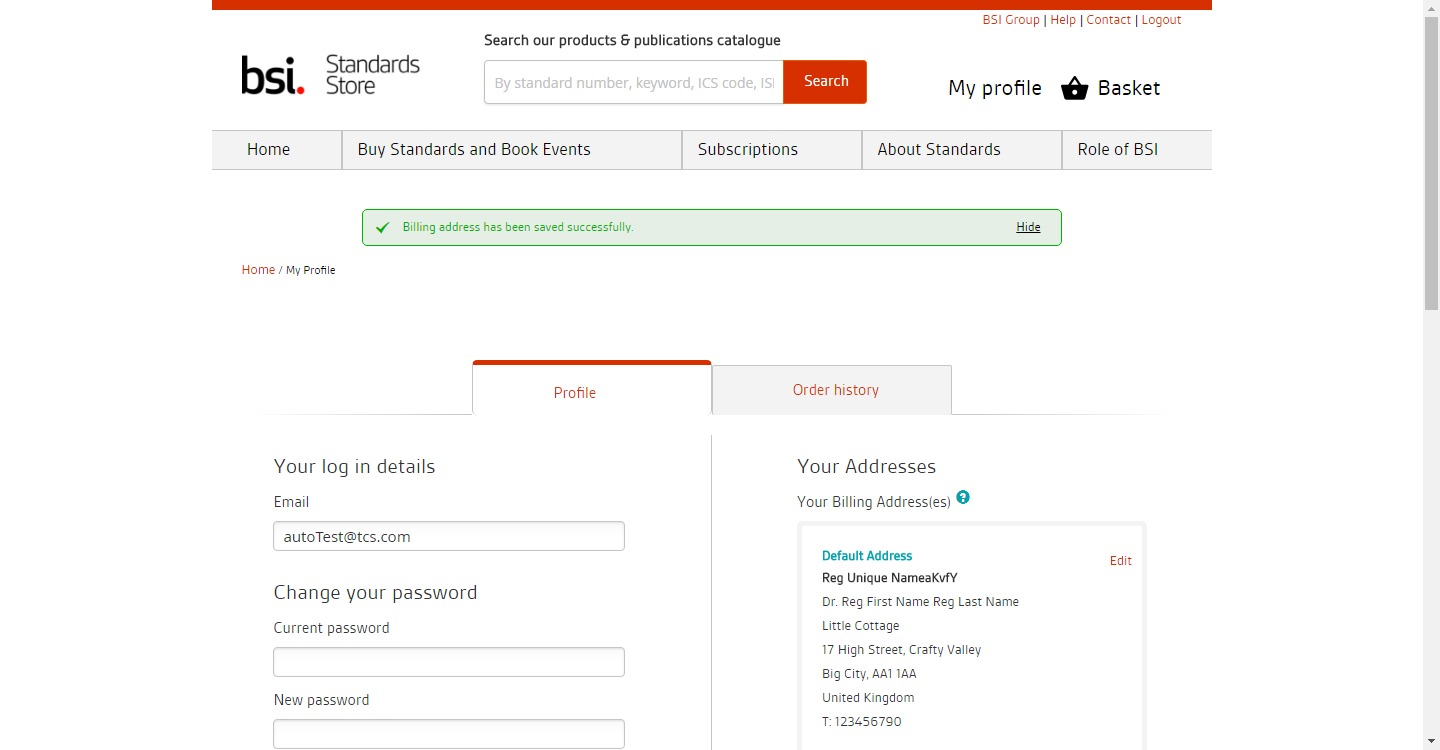 BSI Group | Help | Contact | Logout
Search our products & publications catalogue
bsi. Standards Store
By standard number, keyword, ICS code, ISI
Search
My profile
Basket
Home
Buy Standards and Book Events
Subscriptions
About Standards
Role of BSI
Billing address has been saved successfully.
Hide
Home / My Profile
Profile
Order history
Your log in details
Email
autoTest@tcs.com
Change your password
Current password
New password
Your Addresses
Your Billing Address(es) ?
Default Address
Edit
Reg Unique NameaKvfY
Dr. Reg First Name Reg Last Name
Little Cottage
17 High Street, Crafty Valley
Big City, AA1 1AA
United Kingdom
T: 123456790